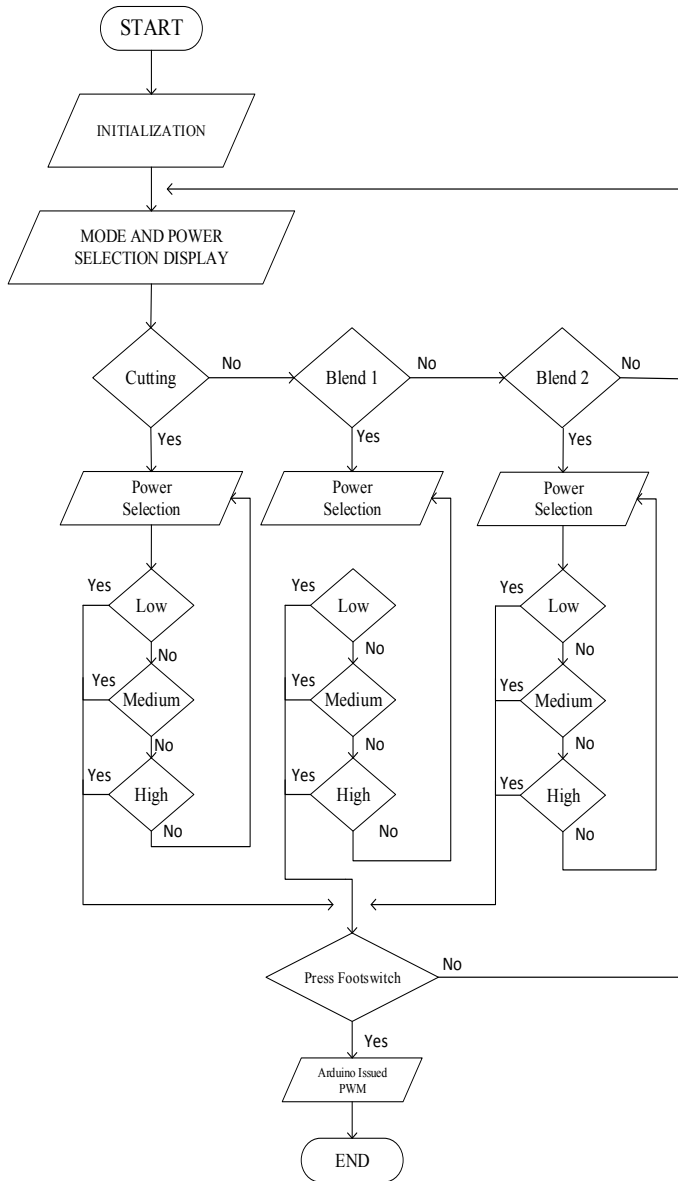 START
INITIALIZATION
MODE AND POWER
SELECTION DISPLAY
Cutting
No
Blend 1
No
Blend 2
No
Yes
Yes
Yes
Power
Selection
Power
Selection
Power
Selection
Yes
Low
No
Yes
Medium
No
Yes
High
No
Yes
Low
No
Yes
Medium
No
Yes
High
No
Yes
Low
No
Yes
Medium
No
Yes
High
No
Press Footswitch
No
Yes
Arduino Issued
PWM
END